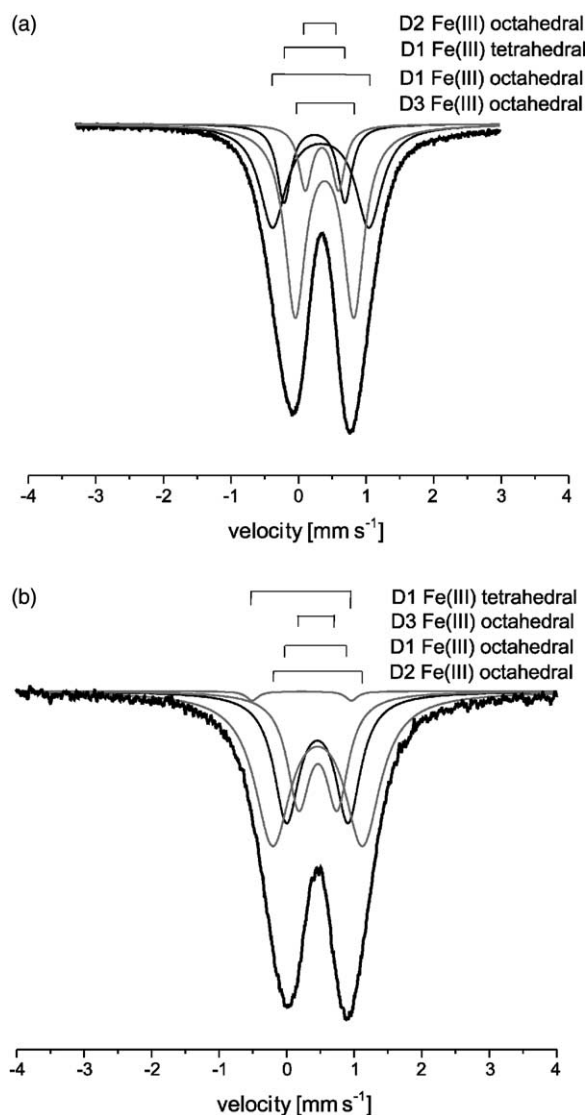 (a)
D2 Fe(III) octahedral
D1 Fe(III) tetrahedral
D1 Fe(III) octahedral
D3 Fe(III) octahedral
-4 -3 -2 -1 0 1 2 3 4
velocity [mm s⁻¹]
(b)
D1 Fe(III) tetrahedral
D3 Fe(III) octahedral
D1 Fe(III) octahedral
D2 Fe(III) octahedral
-4 -3 -2 -1 0 1 2 3 4
velocity [mm s⁻¹]